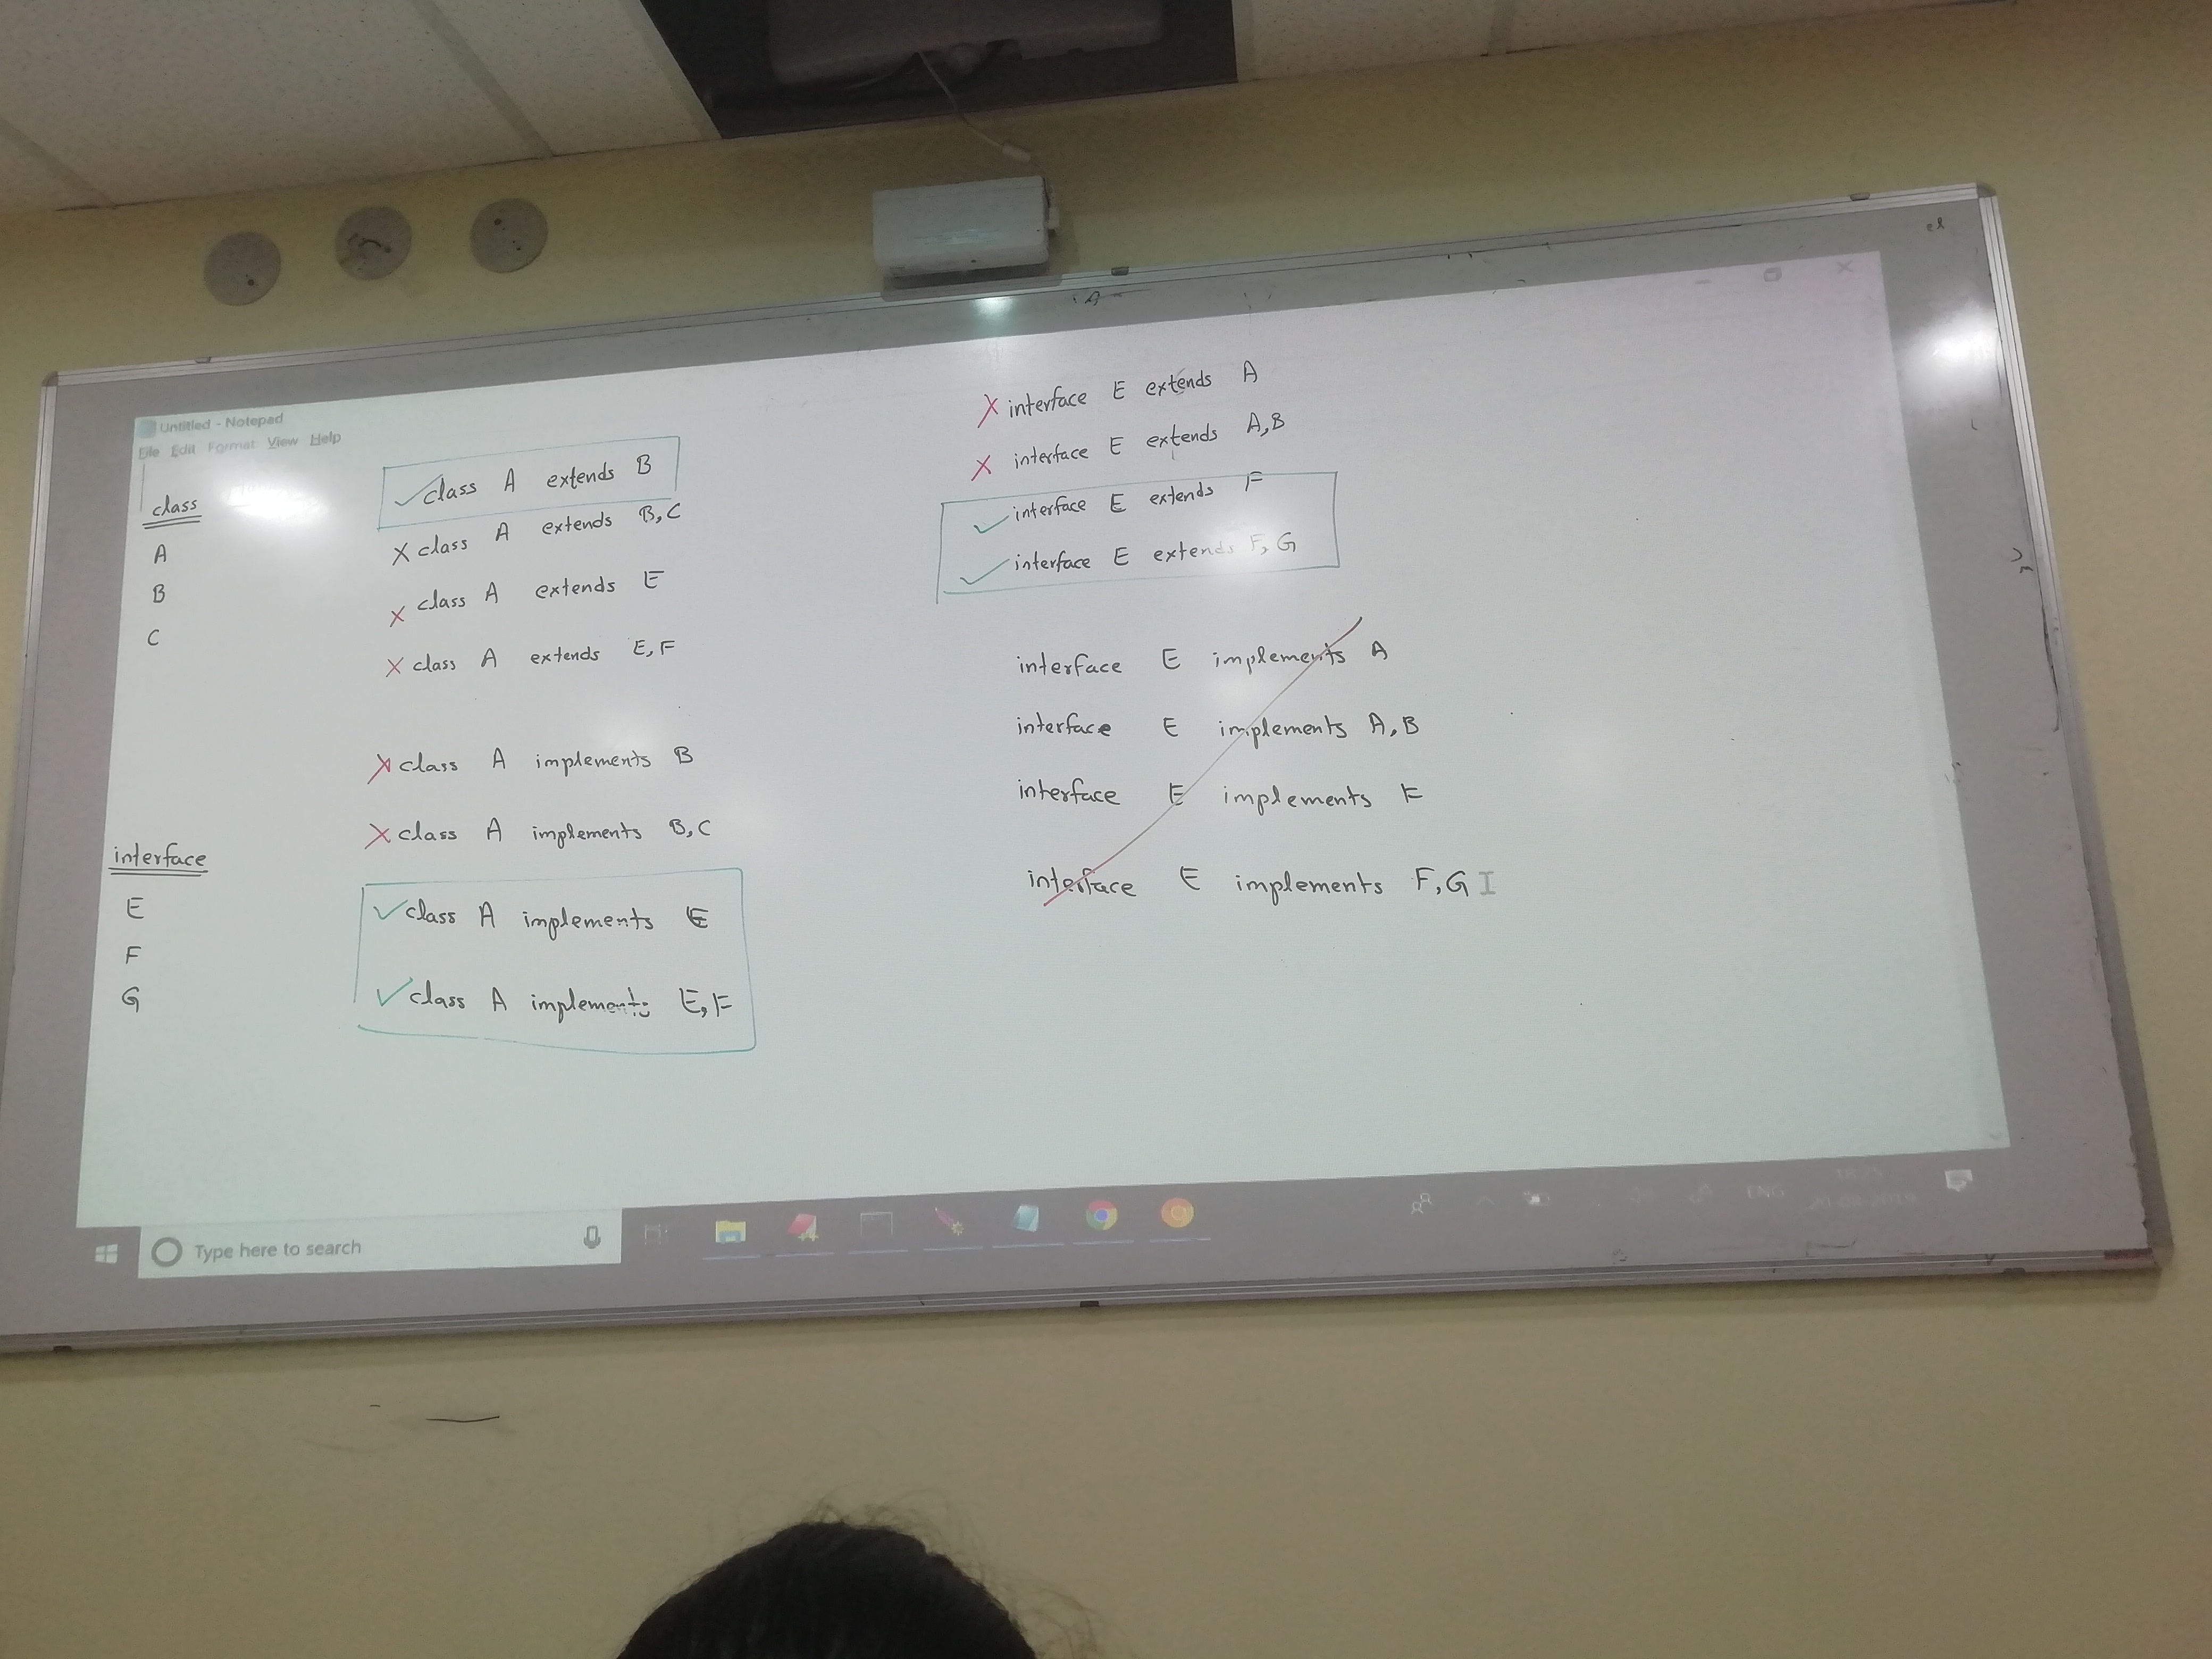 Untitled - Notepad
File Edit Format View Help
class
A
B
C
interface
E
F
G
✓ class A extends B
X class A extends B, C
X class A extends E
X class A extends E, F
X class A implements B
X class A implements B, C
✓ class A implements E
✓ class A implements E, F
X interface E extends A
X interface E extends A, B
✓ interface E extends F
✓ interface E extends F, G
interface E implements A
interface E implements A, B
interface E implements F
interface E implements F, G
Type here to search
ENG